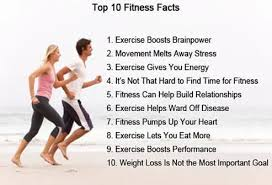 Top 10 Fitness Facts
1. Exercise Boosts Brainpower
2. Movement Melts Away Stress
3. Exercise Gives You Energy
4. It's Not That Hard to Find Time for Fitness
5. Fitness Can Help Build Relationships
6. Exercise Helps Ward Off Disease
7. Fitness Pumps Up Your Heart
8. Exercise Lets You Eat More
9. Exercise Boosts Performance
10. Weight Loss Is Not the Most Important Goal